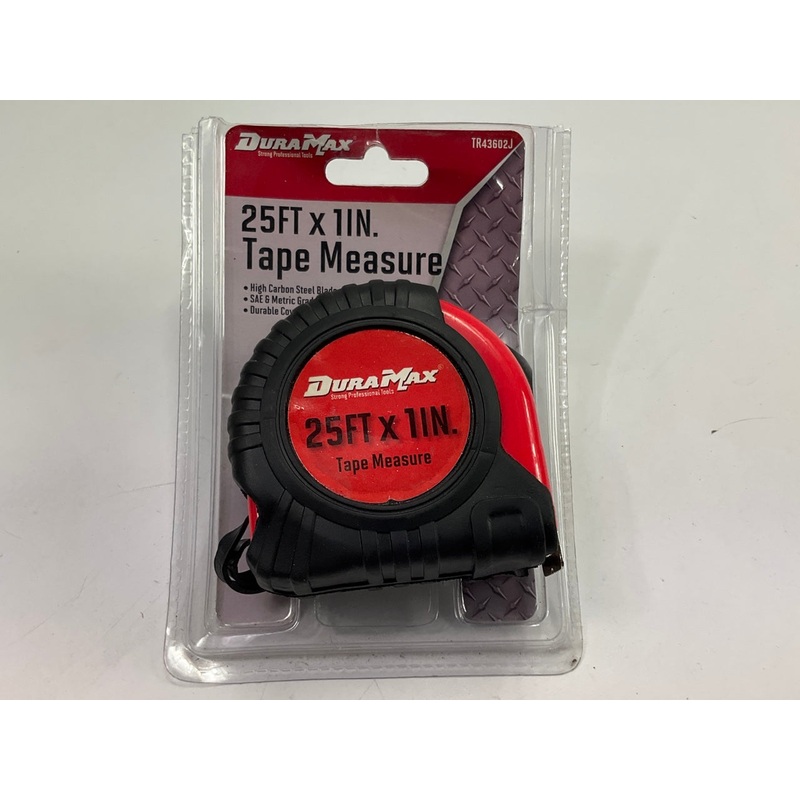 DURAMAX
Strong Professional Tools
TR43602J
25FT x 1IN.
Tape Measure
• High Carbon Steel Blade
• SAE & Metric
• Durable
DURAMAX
Strong Professional Tools
25FT x 1IN.
Tape Measure